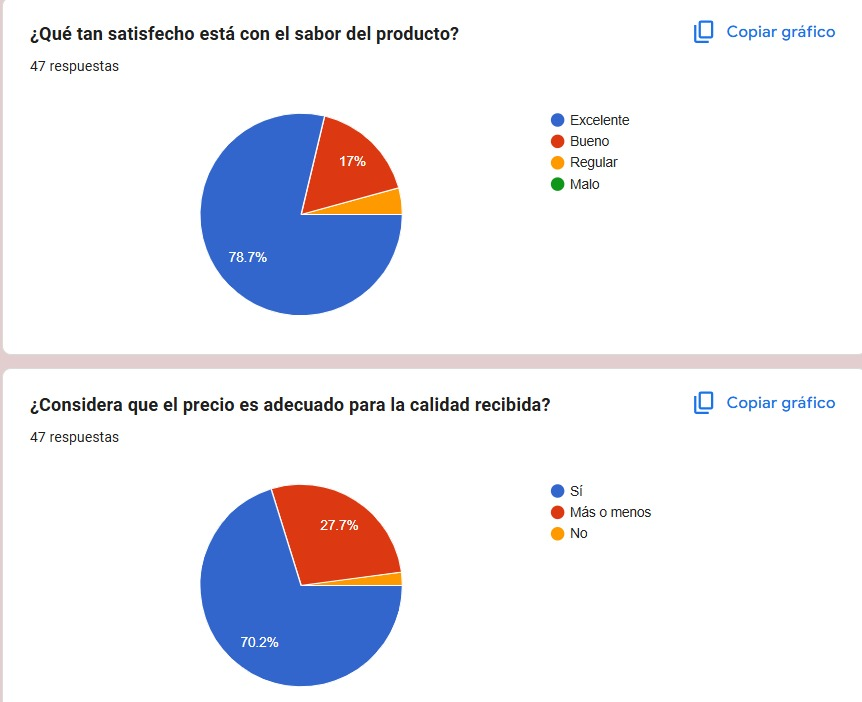 ¿Qué tan satisfecho está con el sabor del producto?
Copiar gráfico
47 respuestas
Excelente
Bueno
Regular
Malo
17%
78.7%
¿Considera que el precio es adecuado para la calidad recibida?
Copiar gráfico
47 respuestas
Sí
Más o menos
No
27.7%
70.2%